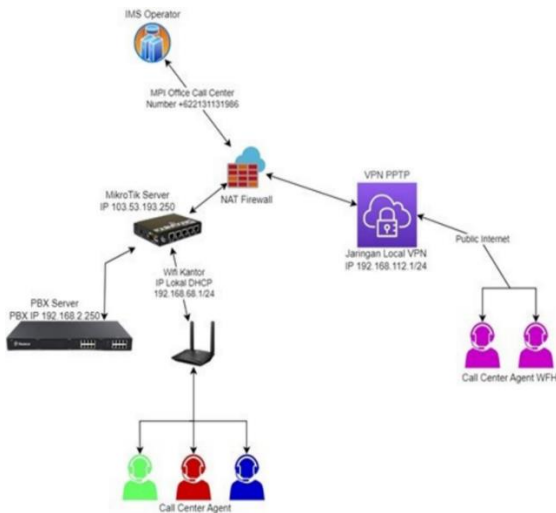 IMS Operator
MPI Office Call Center
Number +622131131986
NAT Firewall
VPN PPTP
Jaringan Local VPN
IP 192.168.112.1/24
MikroTik Server
IP 103.53.193.250
Public Internet
Wifi Kantor
IP Lokal DHCP
192.168.68.1/24
PBX Server
PBX IP 192.168.2.250
Call Center Agent WFH
Call Center Agent